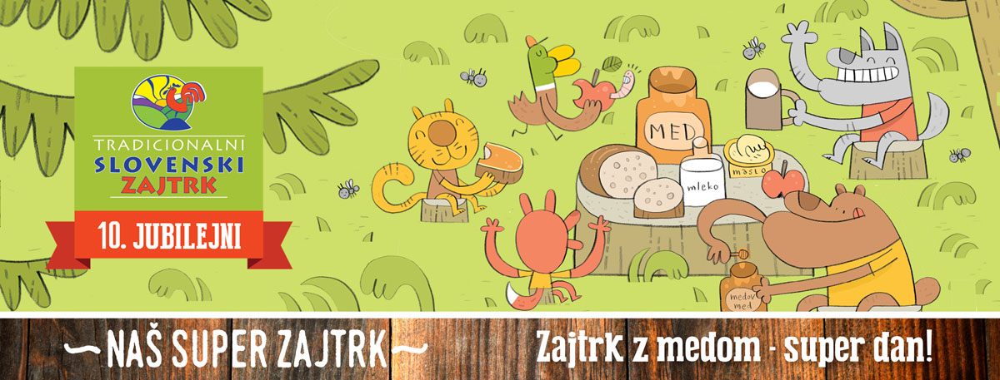 TRADICIONALNI
SLOVENSKI
ZAJTRK
10. JUBILEJNI
MED
mleko
maslo
medov
med
~NAŠ SUPER ZAJTRK~
Zajtrk z medom - super dan!